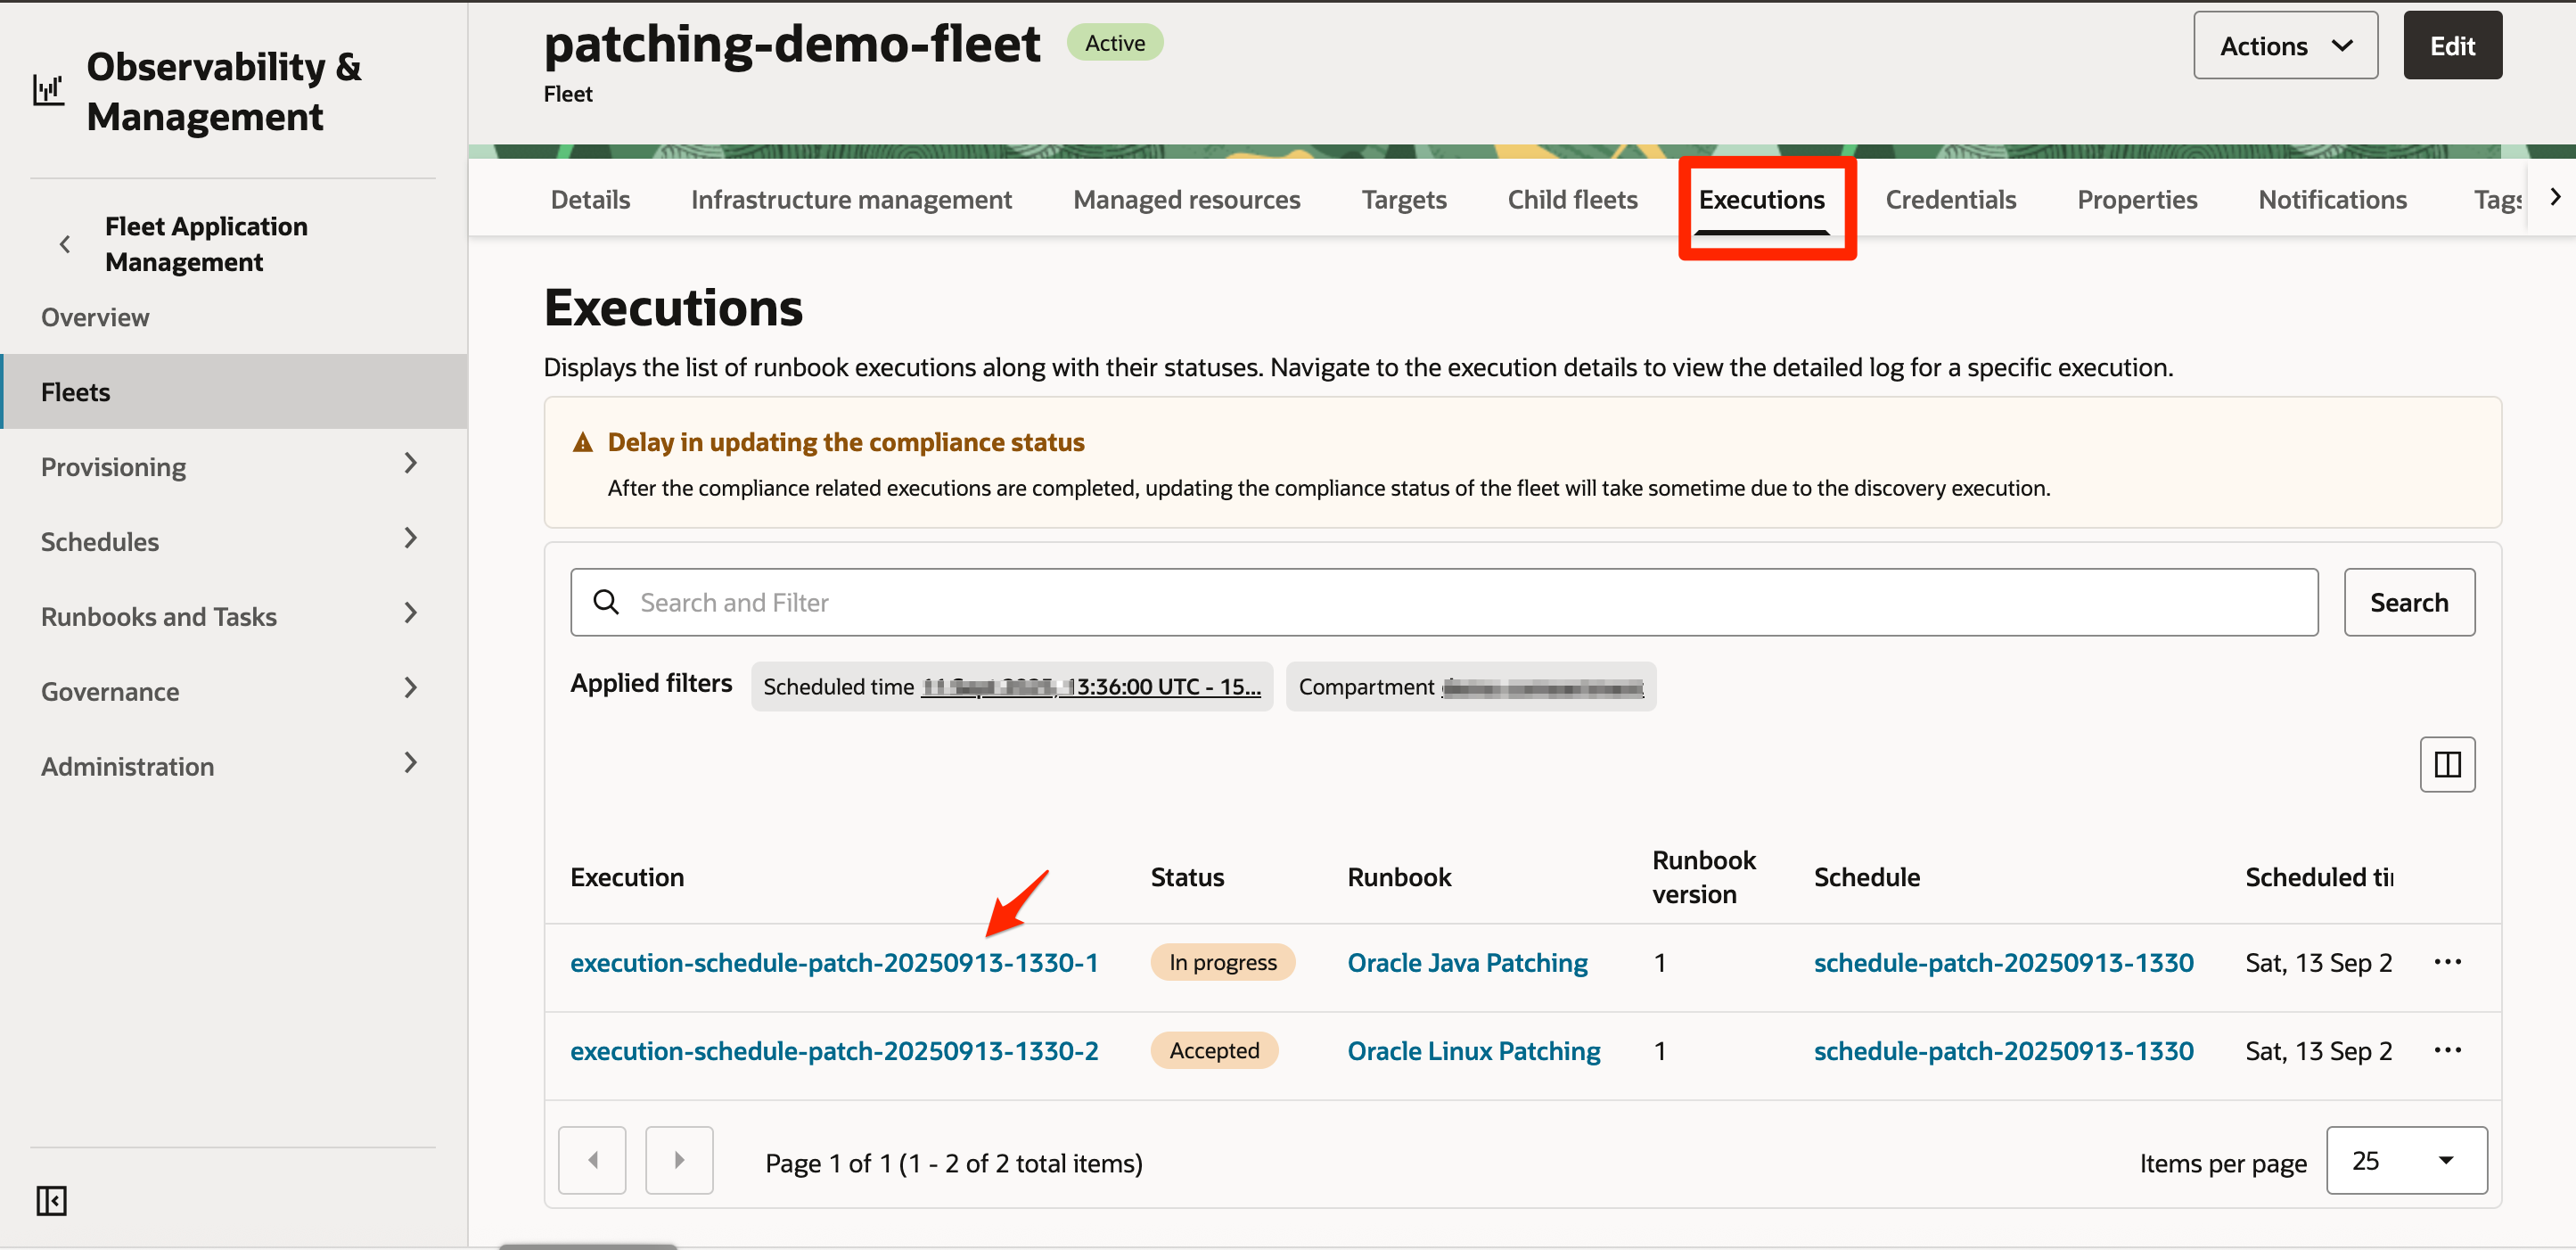 Observability &
Management
Fleet Application
Management
Overview
Fleets
Provisioning
Schedules
Runbooks and Tasks
Governance
Administration
patching-demo-fleet
Active
Fleet
Actions
Edit
Details
Infrastructure management
Managed resources
Targets
Child fleets
Executions
Credentials
Properties
Notifications
Tags
Executions
Displays the list of runbook executions along with their statuses. Navigate to the execution details to view the detailed log for a specific execution.
Delay in updating the compliance status
After the compliance related executions are completed, updating the compliance status of the fleet will take sometime due to the discovery execution.
Search and Filter
Search
Applied filters
Scheduled time 13:36:00 UTC - 15...
Compartment
Execution
Status
Runbook
Runbook
version
Schedule
Scheduled ti
execution-schedule-patch-20250913-1330-1
In progress
Oracle Java Patching
1
schedule-patch-20250913-1330
Sat, 13 Sep 2
...
execution-schedule-patch-20250913-1330-2
Accepted
Oracle Linux Patching
1
schedule-patch-20250913-1330
Sat, 13 Sep 2
...
Page 1 of 1 (1 - 2 of 2 total items)
Items per page
25